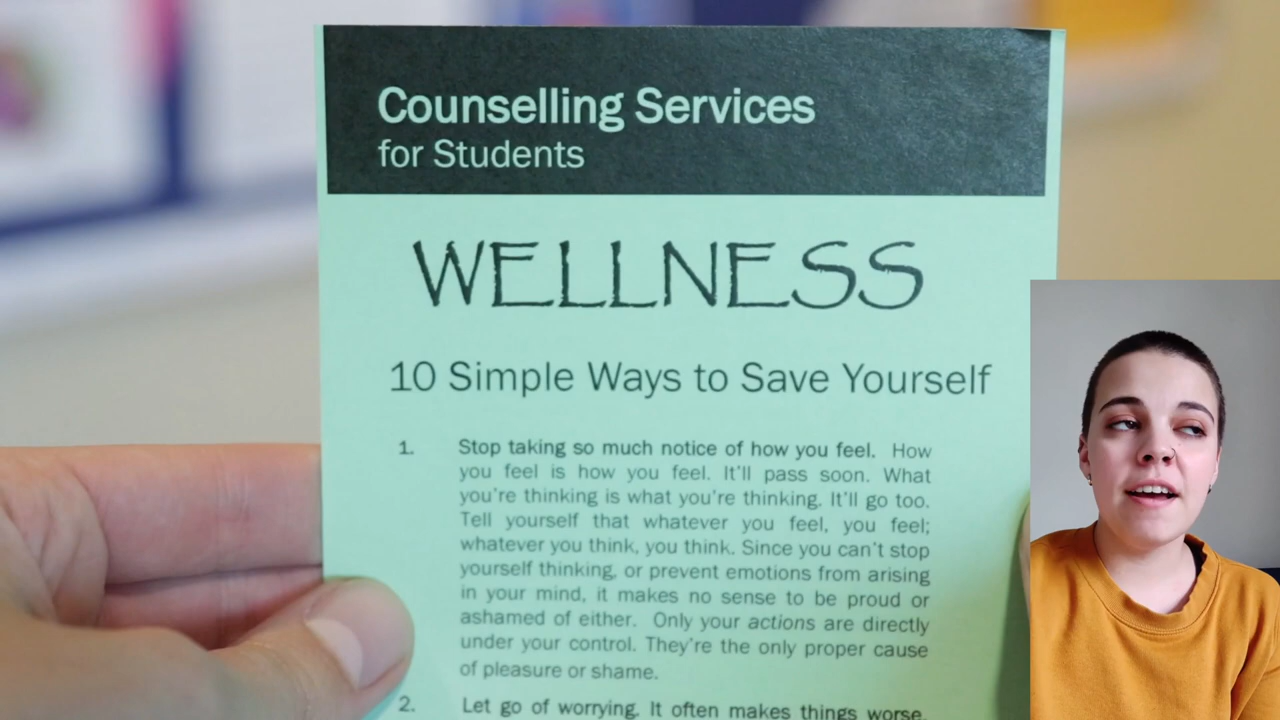 Counselling Services
for Students
WELLNESS
10 Simple Ways to Save Yourself
1. Stop taking so much notice of how you feel. How
you feel is how you feel. It'll pass soon. What
you're thinking is what you're thinking. It'll go too.
Tell yourself that whatever you feel, you feel;
whatever you think, you think. Since you can't stop
yourself thinking, or prevent emotions from arising
in your mind, it makes no sense to be proud or
ashamed of either. Only your actions are directly
under your control. They're the only proper cause
of pleasure or shame.
2. Let go of worrying. It often makes things worse.